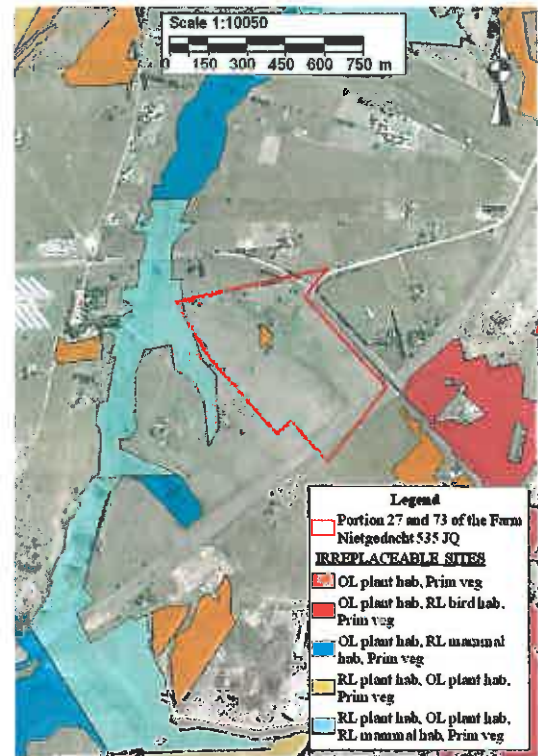 Scale 1:10050
0 150 300 450 600 750 m
Legend
Portion 27 and 73 of the Farm
Nietgedacht 535 JQ
IRREPLACEABLE SITES
OL plant hab, Prim veg
OL plant hab, RL bird hab,
Prim veg
OL plant hab, RL mammal
hab, Prim veg
RL plant hab, OL plant hab,
Prim veg
RL plant hab, OL plant hab,
RL mammal hab, Prim veg